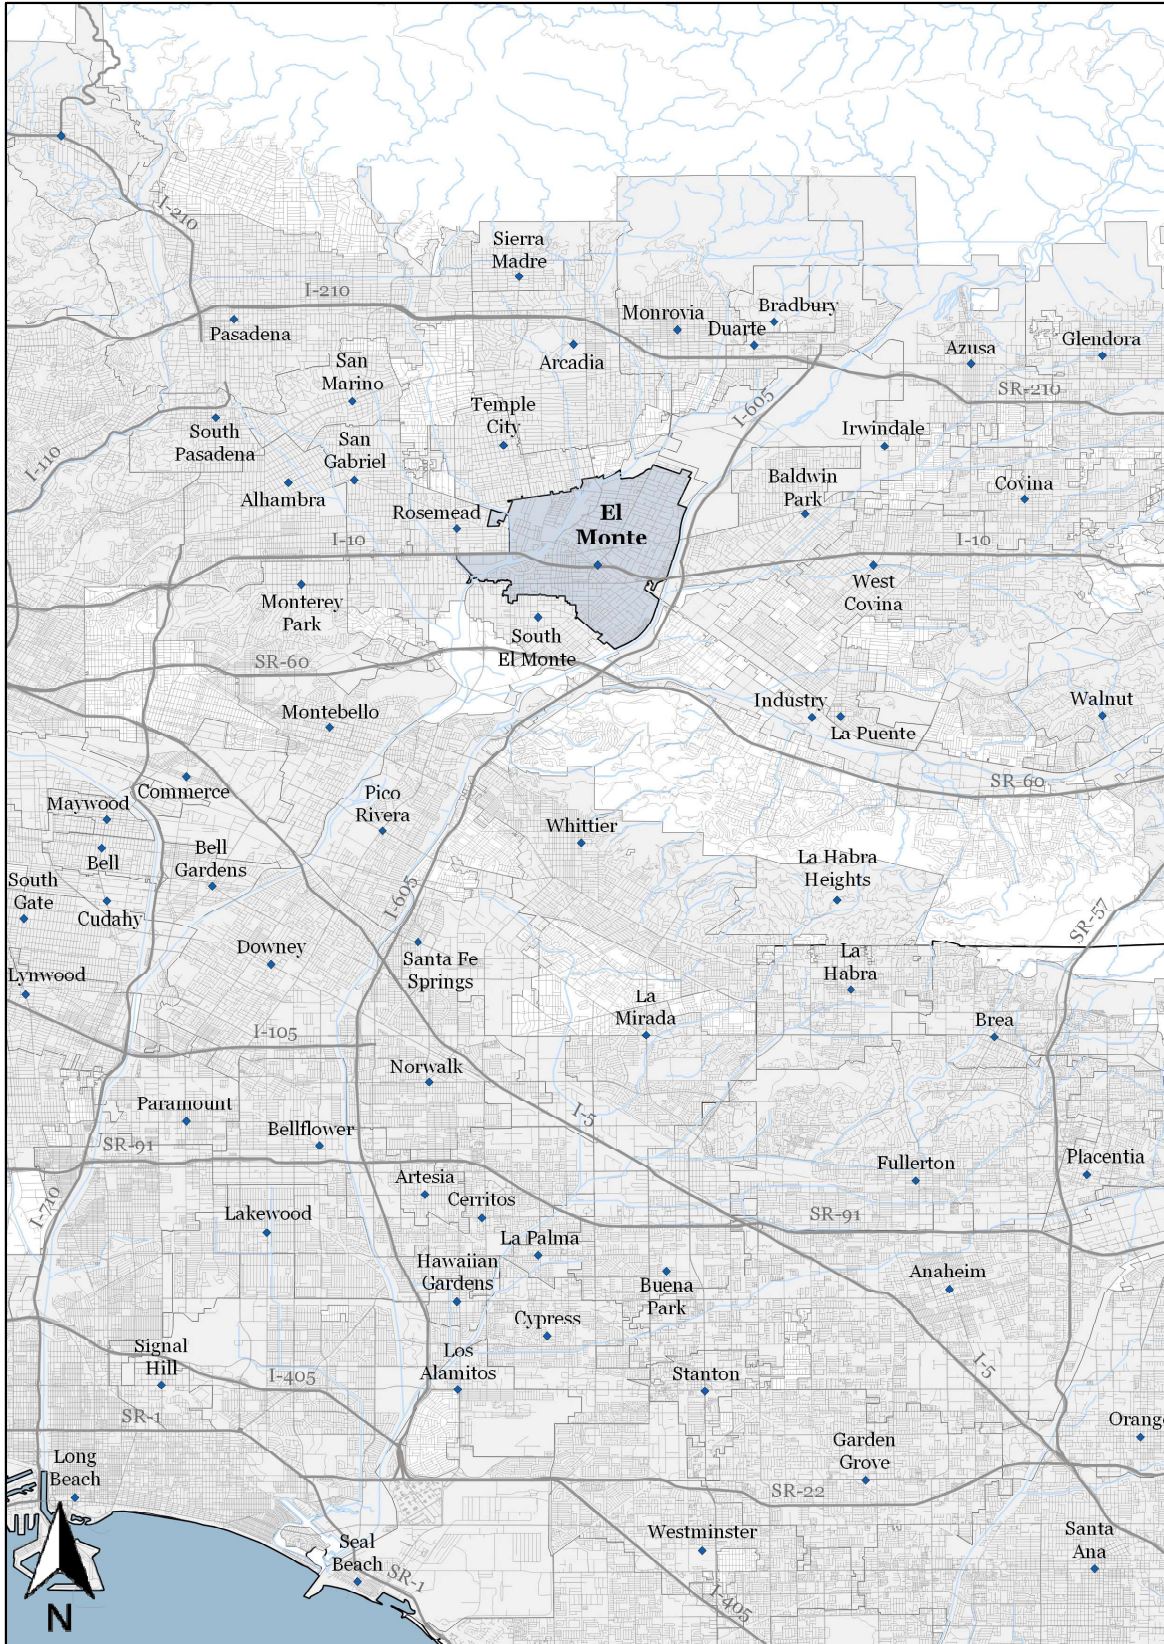 I-210
Sierra
Madre
I-210
Monrovia
Bradbury
Duarte
Pasadena
Arcadia
Azusa
Glendora
San
Marino
SR-210
Temple
City
I-605
South
Pasadena
San
Gabriel
Irwindale
I-110
Alhambra
Baldwin
Park
Covina
Rosemead
El
Monte
I-10
I-10
Monterey
Park
West
Covina
South
El Monte
SR-60
Montebello
Industry
La Puente
Walnut
SR-60
Commerce
Maywood
Pico
Rivera
Whittier
Bell
Bell
Gardens
La Habra
Heights
South
Gate
Cudahy
I-605
SR-57
Downey
Santa Fe
Springs
La
Habra
Lynwood
La
Mirada
Brea
I-105
Norwalk
Paramount
I-5
Bellflower
SR-91
Fullerton
Placentia
Artesia
Cerritos
I-710
Lakewood
SR-91
La Palma
Hawaiian
Gardens
Buena
Park
Anaheim
Cypress
Signal
Hill
Los
Alamitos
I-405
Stanton
I-5
SR-1
Orange
Garden
Grove
Long
Beach
SR-22
Westminster
Santa
Ana
Seal
Beach
SR-1
I-405
N